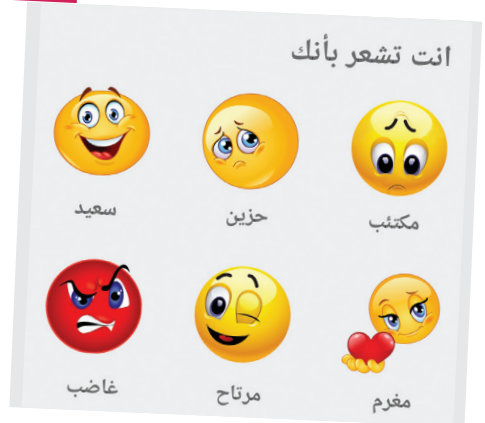 انت تشعر بأنك
مكتئب حزين سعيد
مغرم مرتاح غاضب